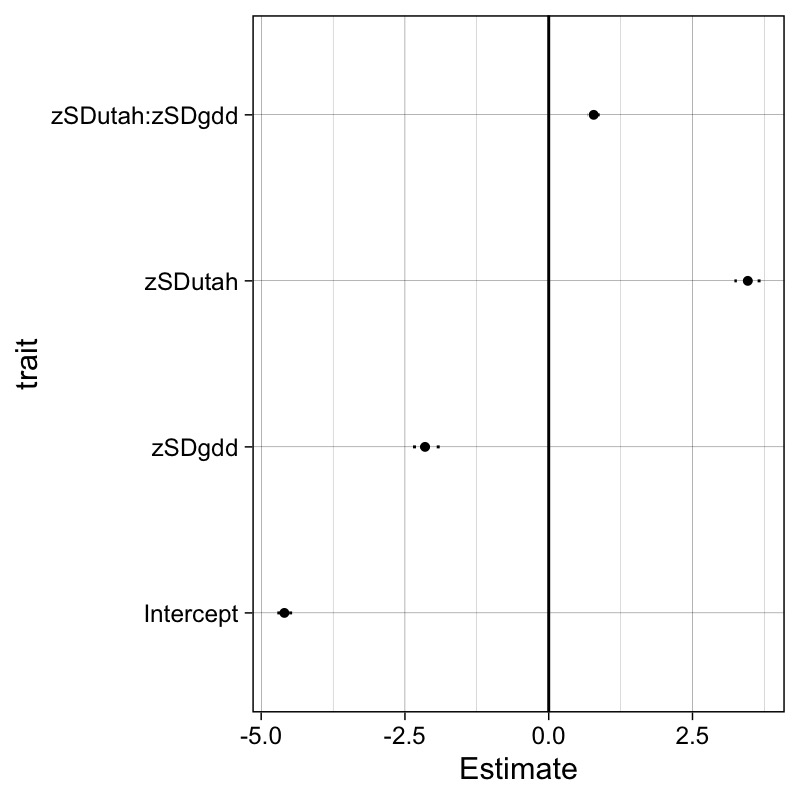 zSDutah:zSDgdd
zSDutah
zSDgdd
Intercept
trait
-5.0 -2.5 0.0 2.5
Estimate